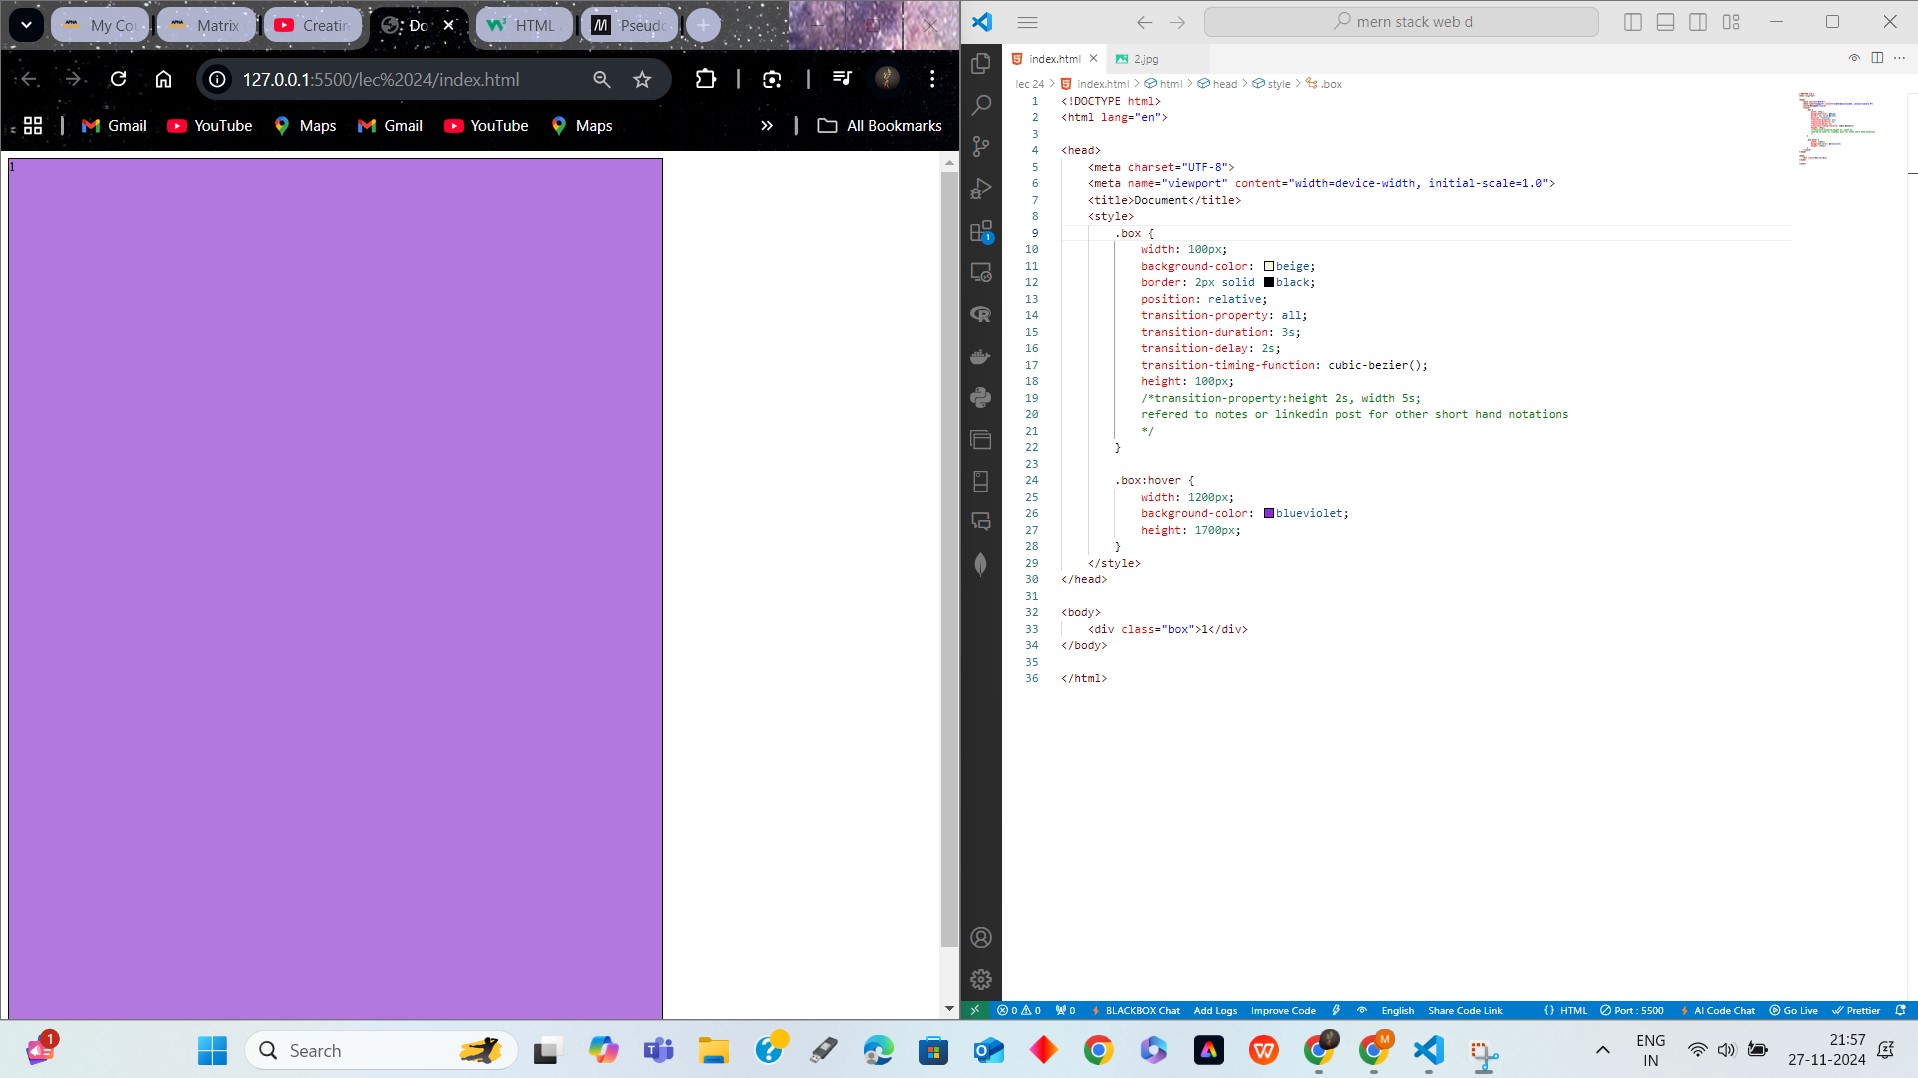 My Co
Matrix
Creatin
Do
HTML
Pseudo
127.0.0.1:5500/lec%2024/index.html
Gmail
YouTube
Maps
Gmail
YouTube
Maps
All Bookmarks
1
mern stack web d
index.html
2.jpg
lec 24 > index.html > html > head > style > .box
1 <!DOCTYPE html>
2 <html lang="en">
3
4 <head>
5 <meta charset="UTF-8">
6 <meta name="viewport" content="width=device-width, initial-scale=1.0">
7 <title>Document</title>
8 <style>
9 .box {
10 width: 100px;
11 background-color: beige;
12 border: 2px solid black;
13 position: relative;
14 transition-property: all;
15 transition-duration: 3s;
16 transition-delay: 2s;
17 transition-timing-function: cubic-bezier();
18 height: 100px;
19 /*transition-property:height 2s, width 5s;
20 refered to notes or linkedin post for other short hand notations
21 */
22 }
23
24 .box:hover {
25 width: 1200px;
26 background-color: blueviolet;
27 height: 1700px;
28 }
29 </style>
30 </head>
31
32 <body>
33 <div class="box">1</div>
34 </body>
35
36 </html>
1
0 0 0 BLACKBOX Chat Add Logs Improve Code English Share Code Link {} HTML Port : 5500 AI Code Chat Go Live Prettier
1
Search
M
ENG
IN
21:57
27-11-2024